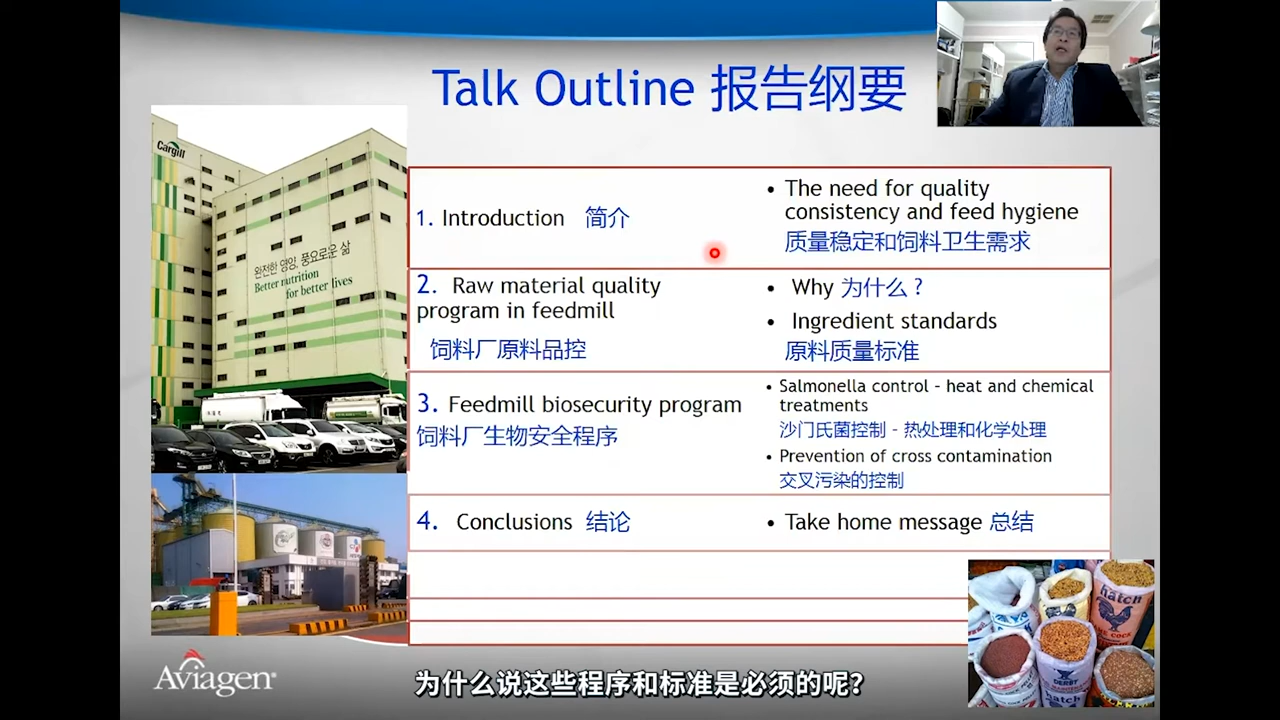 Talk Outline 报告纲要
Cargill
완전한 영양, 풍요로운 삶
Better nutrition
for better lives
1. Introduction 简介
• The need for quality
consistency and feed hygiene
质量稳定和饲料卫生需求
2. Raw material quality
program in feedmill
饲料厂原料品控
• Why 为什么？
• Ingredient standards
原料质量标准
3. Feedmill biosecurity program
饲料厂生物安全程序
• Salmonella control - heat and chemical
treatments
沙门氏菌控制 - 热处理和化学处理
• Prevention of cross contamination
交叉污染的控制
4. Conclusions 结论
• Take home message 总结
hatch
DERBY
hatch
Aviagen®
为什么说这些程序和标准是必须的呢?